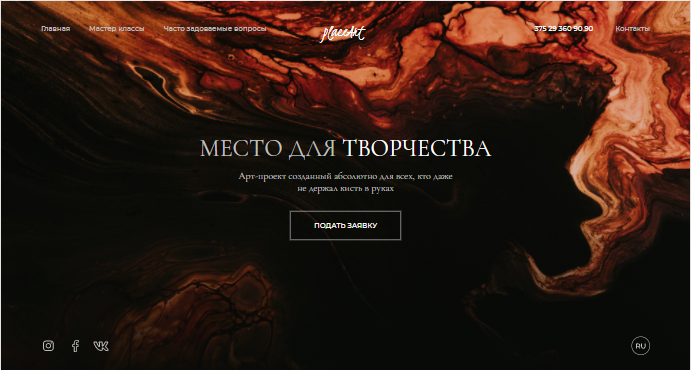 Главная
Мастер классы
Часто задоваемые вопросы
placeArt
375 29 360 90 90
Контакты
МЕСТО ДЛЯ ТВОРЧЕСТВА
Арт-проект созданный абсолютно для всех, кто даже
не держал кисть в руках
ПОДАТЬ ЗАЯВКУ
RU